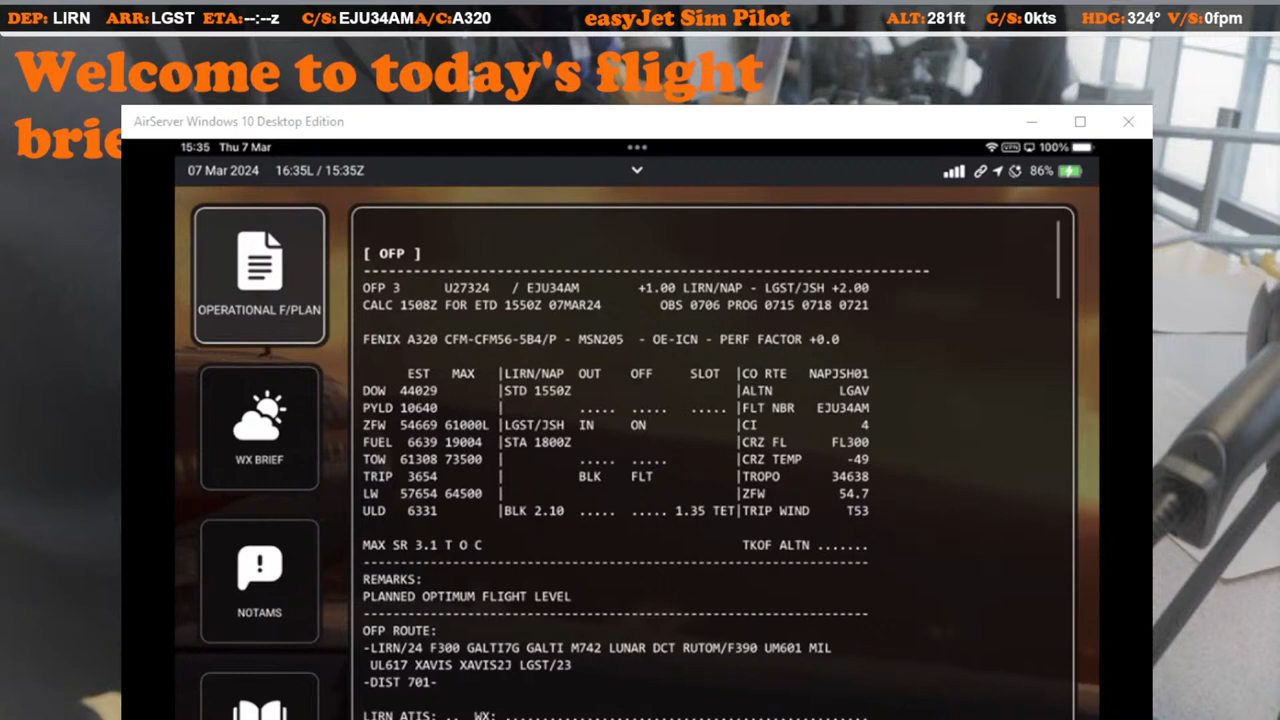 DEP: LIRN ARR: LGST ETA:--:--z C/S: EJU34AM A/C: A320 easyJet Sim Pilot ALT: 281ft G/S: 0kts HDG: 324° V/S: 0fpm
Welcome to today's flight
brie
AirServer Windows 10 Desktop Edition
15:35 Thu 7 Mar VPN 100%
07 Mar 2024 16:35L / 15:35Z 86%
OPERATIONAL F/PLAN
WX BRIEF
NOTAMS
[ OFP ]
--------------------------------------------------------------------------------
OFP 3 U27324 / EJU34AM +1.00 LIRN/NAP - LGST/JSH +2.00
CALC 1508Z FOR ETD 1550Z 07MAR24 OBS 0706 PROG 0715 0718 0721
FENIX A320 CFM-CFM56-5B4/P - MSN205 - OE-ICN - PERF FACTOR +0.0
EST MAX |LIRN/NAP OUT OFF SLOT |CO RTE NAPJSH01
DOW 44029 |STD 1550Z |ALTN LGAV
PYLD 10640 | ..... ..... ..... |FLT NBR EJU34AM
ZFW 54669 61000L |LGST/JSH IN ON |CI 4
FUEL 6639 19004 |STA 1800Z |CRZ FL FL300
TOW 61308 73500 | ..... ..... |CRZ TEMP -49
TRIP 3654 | BLK FLT |TROPO 34638
LW 57654 64500 | |ZFW 54.7
ULD 6331 |BLK 2.10 ..... ..... 1.35 TET|TRIP WIND T53
MAX SR 3.1 T O C TKOF ALTN .......
----------------------------------------------------------------------
REMARKS:
PLANNED OPTIMUM FLIGHT LEVEL
----------------------------------------------------------------------
OFP ROUTE:
-LIRN/24 F300 GALTI7G GALTI M742 LUNAR DCT RUTOM/F390 UM601 MIL
UL617 XAVIS XAVIS2J LGST/23
-DIST 701-
LIRN ATIS: .. WX: ..................................................